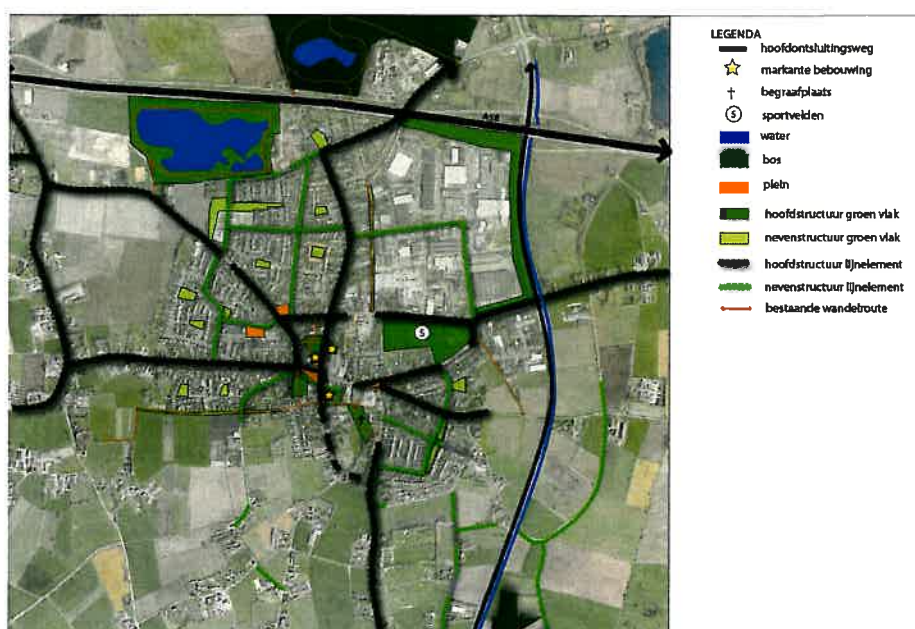 LEGENDA
hoofdontsluitingsweg
markante bebouwing
begraafplaats
S sportvelden
water
bos
plein
hoofdstructuur groen vlak
nevenstructuur groen vlak
hoofdstructuur lijnelement
nevenstructuur lijnelement
bestaande wandelroute
A18
S